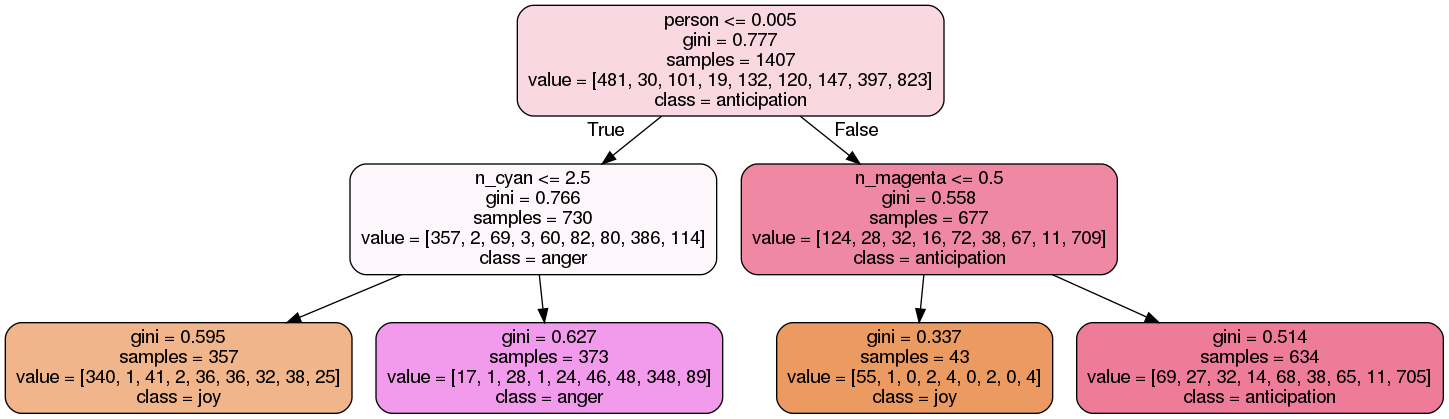 person <= 0.005
gini = 0.777
samples = 1407
value = [481, 30, 101, 19, 132, 120, 147, 397, 823]
class = anticipation
True
False
n_cyan <= 2.5
gini = 0.766
samples = 730
value = [357, 2, 69, 3, 60, 82, 80, 386, 114]
class = anger
n_magenta <= 0.5
gini = 0.558
samples = 677
value = [124, 28, 32, 16, 72, 38, 67, 11, 709]
class = anticipation
gini = 0.595
samples = 357
value = [340, 1, 41, 2, 36, 36, 32, 38, 25]
class = joy
gini = 0.627
samples = 373
value = [17, 1, 28, 1, 24, 46, 48, 348, 89]
class = anger
gini = 0.337
samples = 43
value = [55, 1, 0, 2, 4, 0, 2, 0, 4]
class = joy
gini = 0.514
samples = 634
value = [69, 27, 32, 14, 68, 38, 65, 11, 705]
class = anticipation